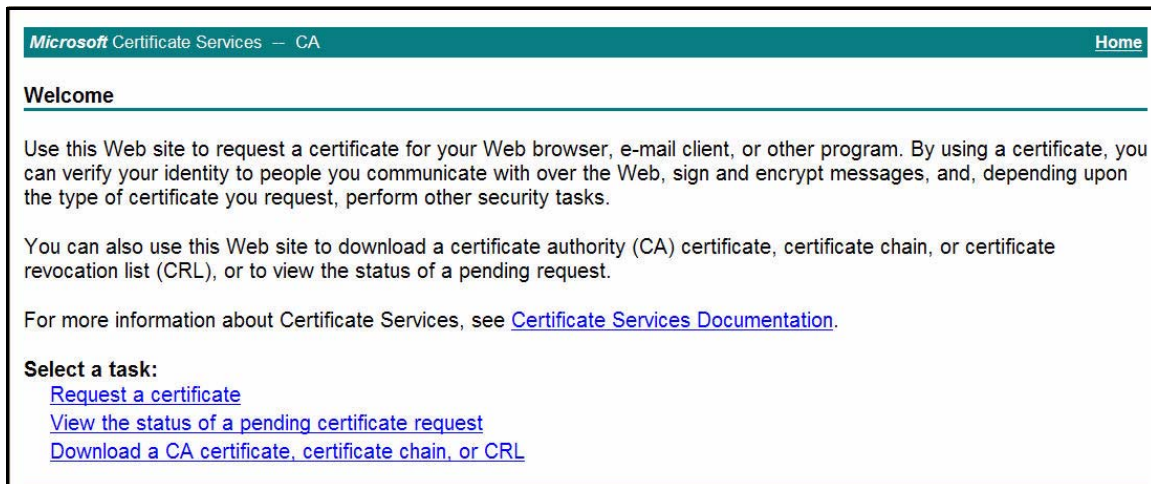 Microsoft Certificate Services -- CA Home
Welcome
Use this Web site to request a certificate for your Web browser, e-mail client, or other program. By using a certificate, you
can verify your identity to people you communicate with over the Web, sign and encrypt messages, and, depending upon
the type of certificate you request, perform other security tasks.
You can also use this Web site to download a certificate authority (CA) certificate, certificate chain, or certificate
revocation list (CRL), or to view the status of a pending request.
For more information about Certificate Services, see Certificate Services Documentation.
Select a task:
Request a certificate
View the status of a pending certificate request
Download a CA certificate, certificate chain, or CRL